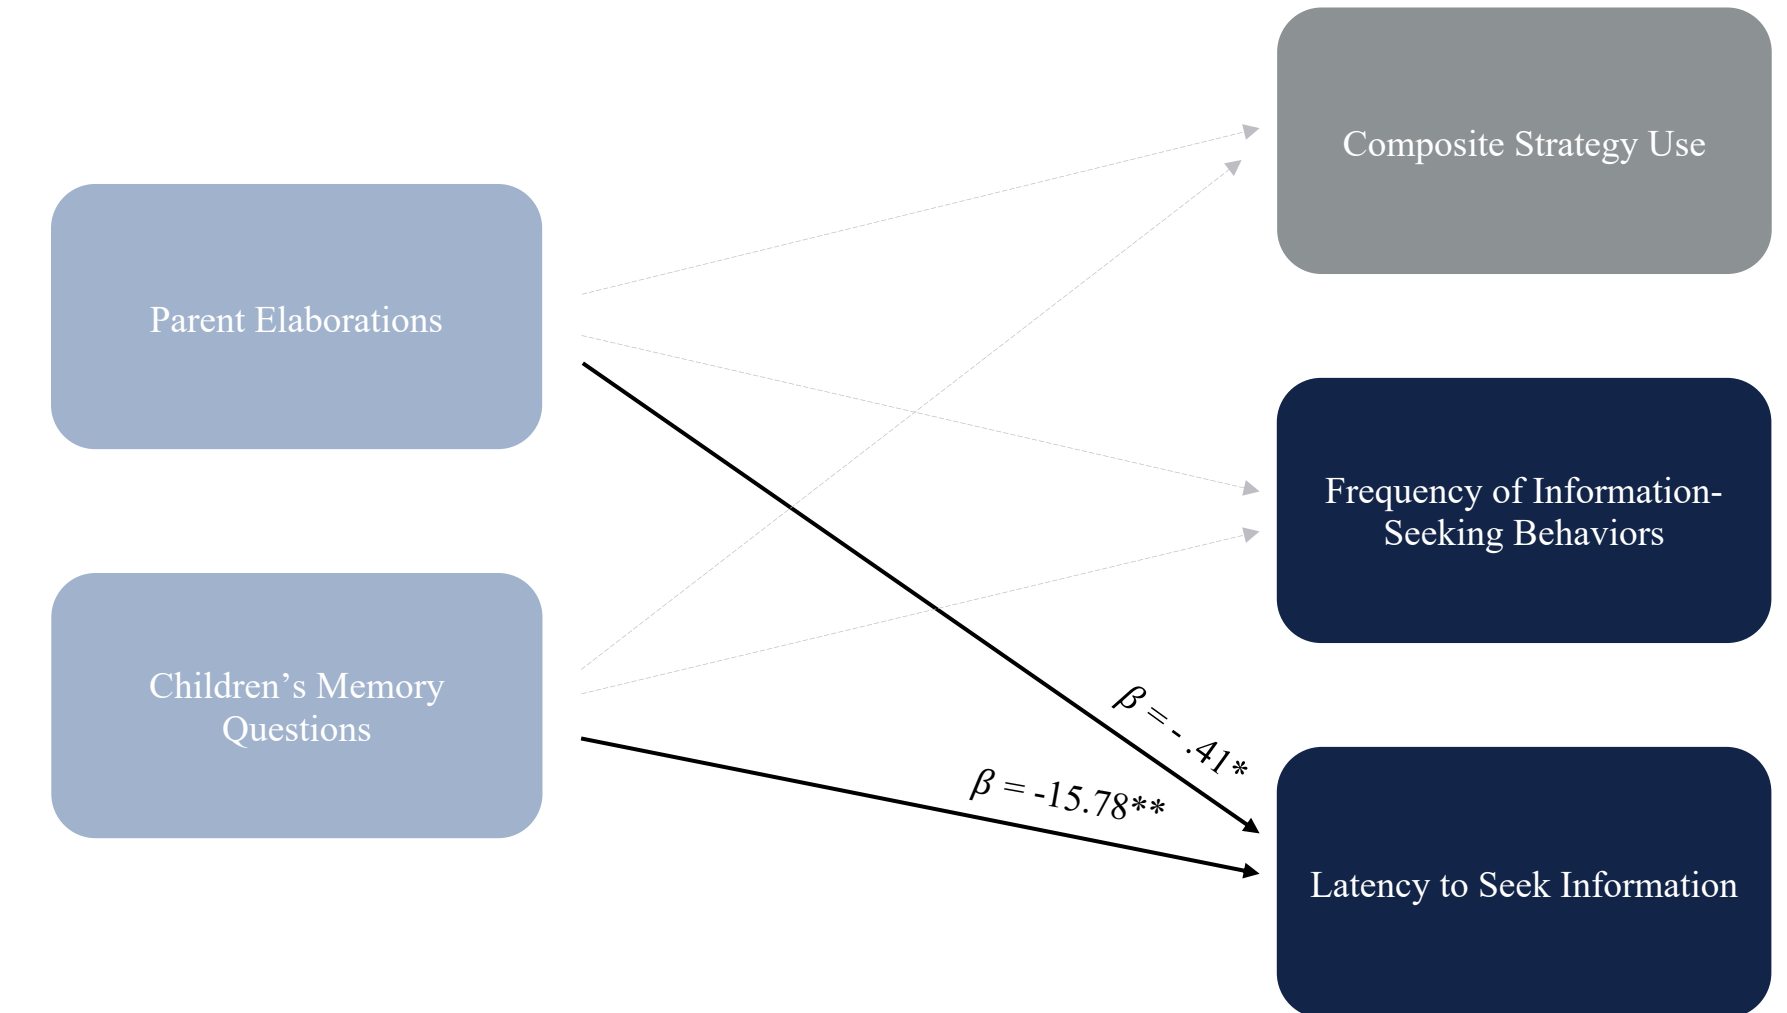 Composite Strategy Use
Parent Elaborations
Frequency of Information-
Seeking Behaviors
Children’s Memory
Questions
β = - .41*
β = -15.78**
Latency to Seek Information